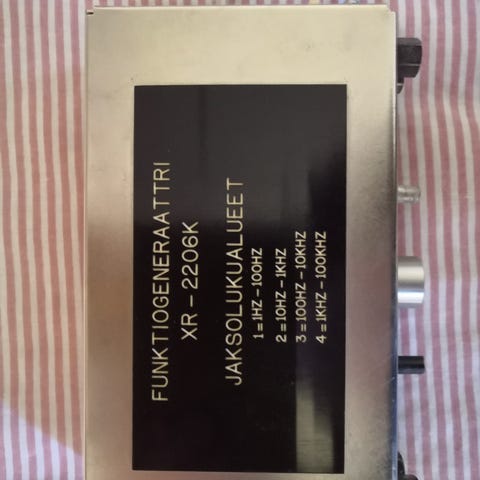 FUNKTIOGENERAATTRI
XR-2206K
JAKSOLUKUALUEET
1=1HZ-100HZ
2=10HZ-1KHZ
3=100HZ-10KHZ
4=1KHZ-100KHZ